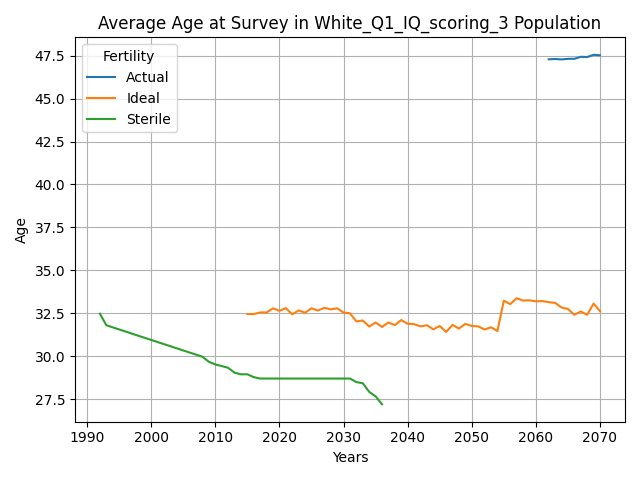 Average Age at Survey in White_Q1_IQ_scoring_3 Population
Fertility
Actual
Ideal
Sterile
47.5
45.0
42.5
40.0
37.5
35.0
32.5
30.0
27.5
Age
1990 2000 2010 2020 2030 2040 2050 2060 2070
Years